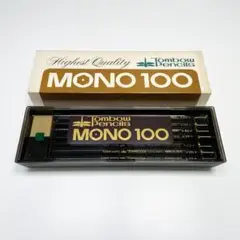 Highest Quality
Tombow
Pencils
MONO 100
Tombow
Pencils
MONO 100